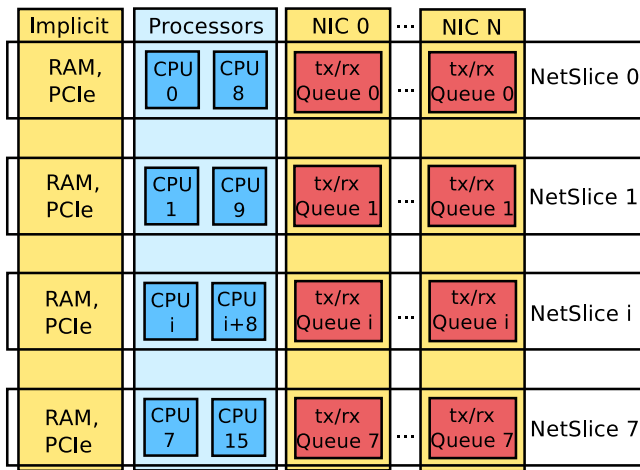 Implicit Processors NIC 0 ... NIC N
RAM, PCIe CPU 0 CPU 8 tx/rx Queue 0 ... tx/rx Queue 0 NetSlice 0
RAM, PCIe CPU 1 CPU 9 tx/rx Queue 1 ... tx/rx Queue 1 NetSlice 1
RAM, PCIe CPU i CPU i+8 tx/rx Queue i ... tx/rx Queue i NetSlice i
RAM, PCIe CPU 7 CPU 15 tx/rx Queue 7 ... tx/rx Queue 7 NetSlice 7